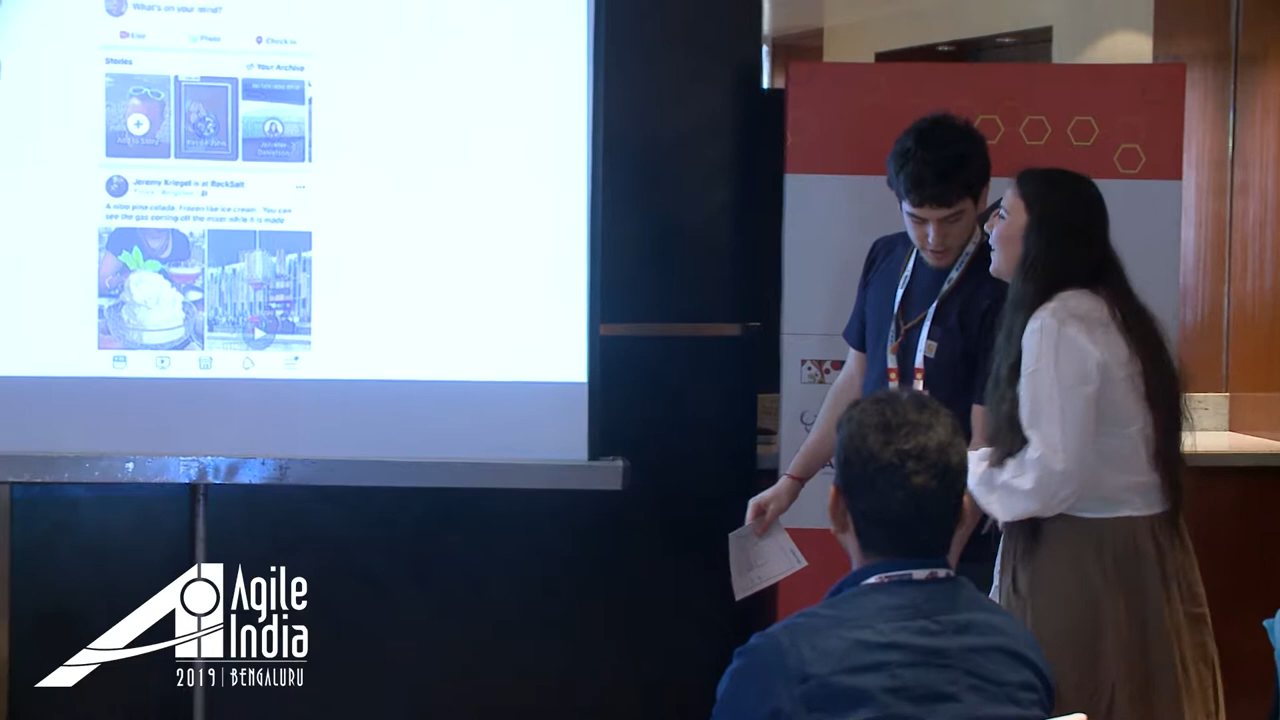 What's on your mind?
Live
Photo
Check in
Stories
Your Archive
Add to Story
Jennifer
Danielson
Jeremy Kriegel is at RockSalt
A nitro pina colada. Frozen like ice cream. You can
see the gas coming off the mixer while it is made
Agile
India
2019 | BENGALURU